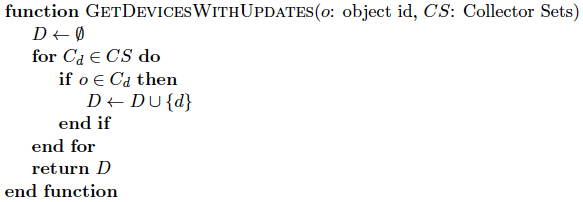 function GETDEVICESWITHUPDATES(o: object id, CS: Collector Sets)
D ← ∅
for C_d ∈ CS do
if o ∈ C_d then
D ← D ∪ {d}
end if
end for
return D
end function